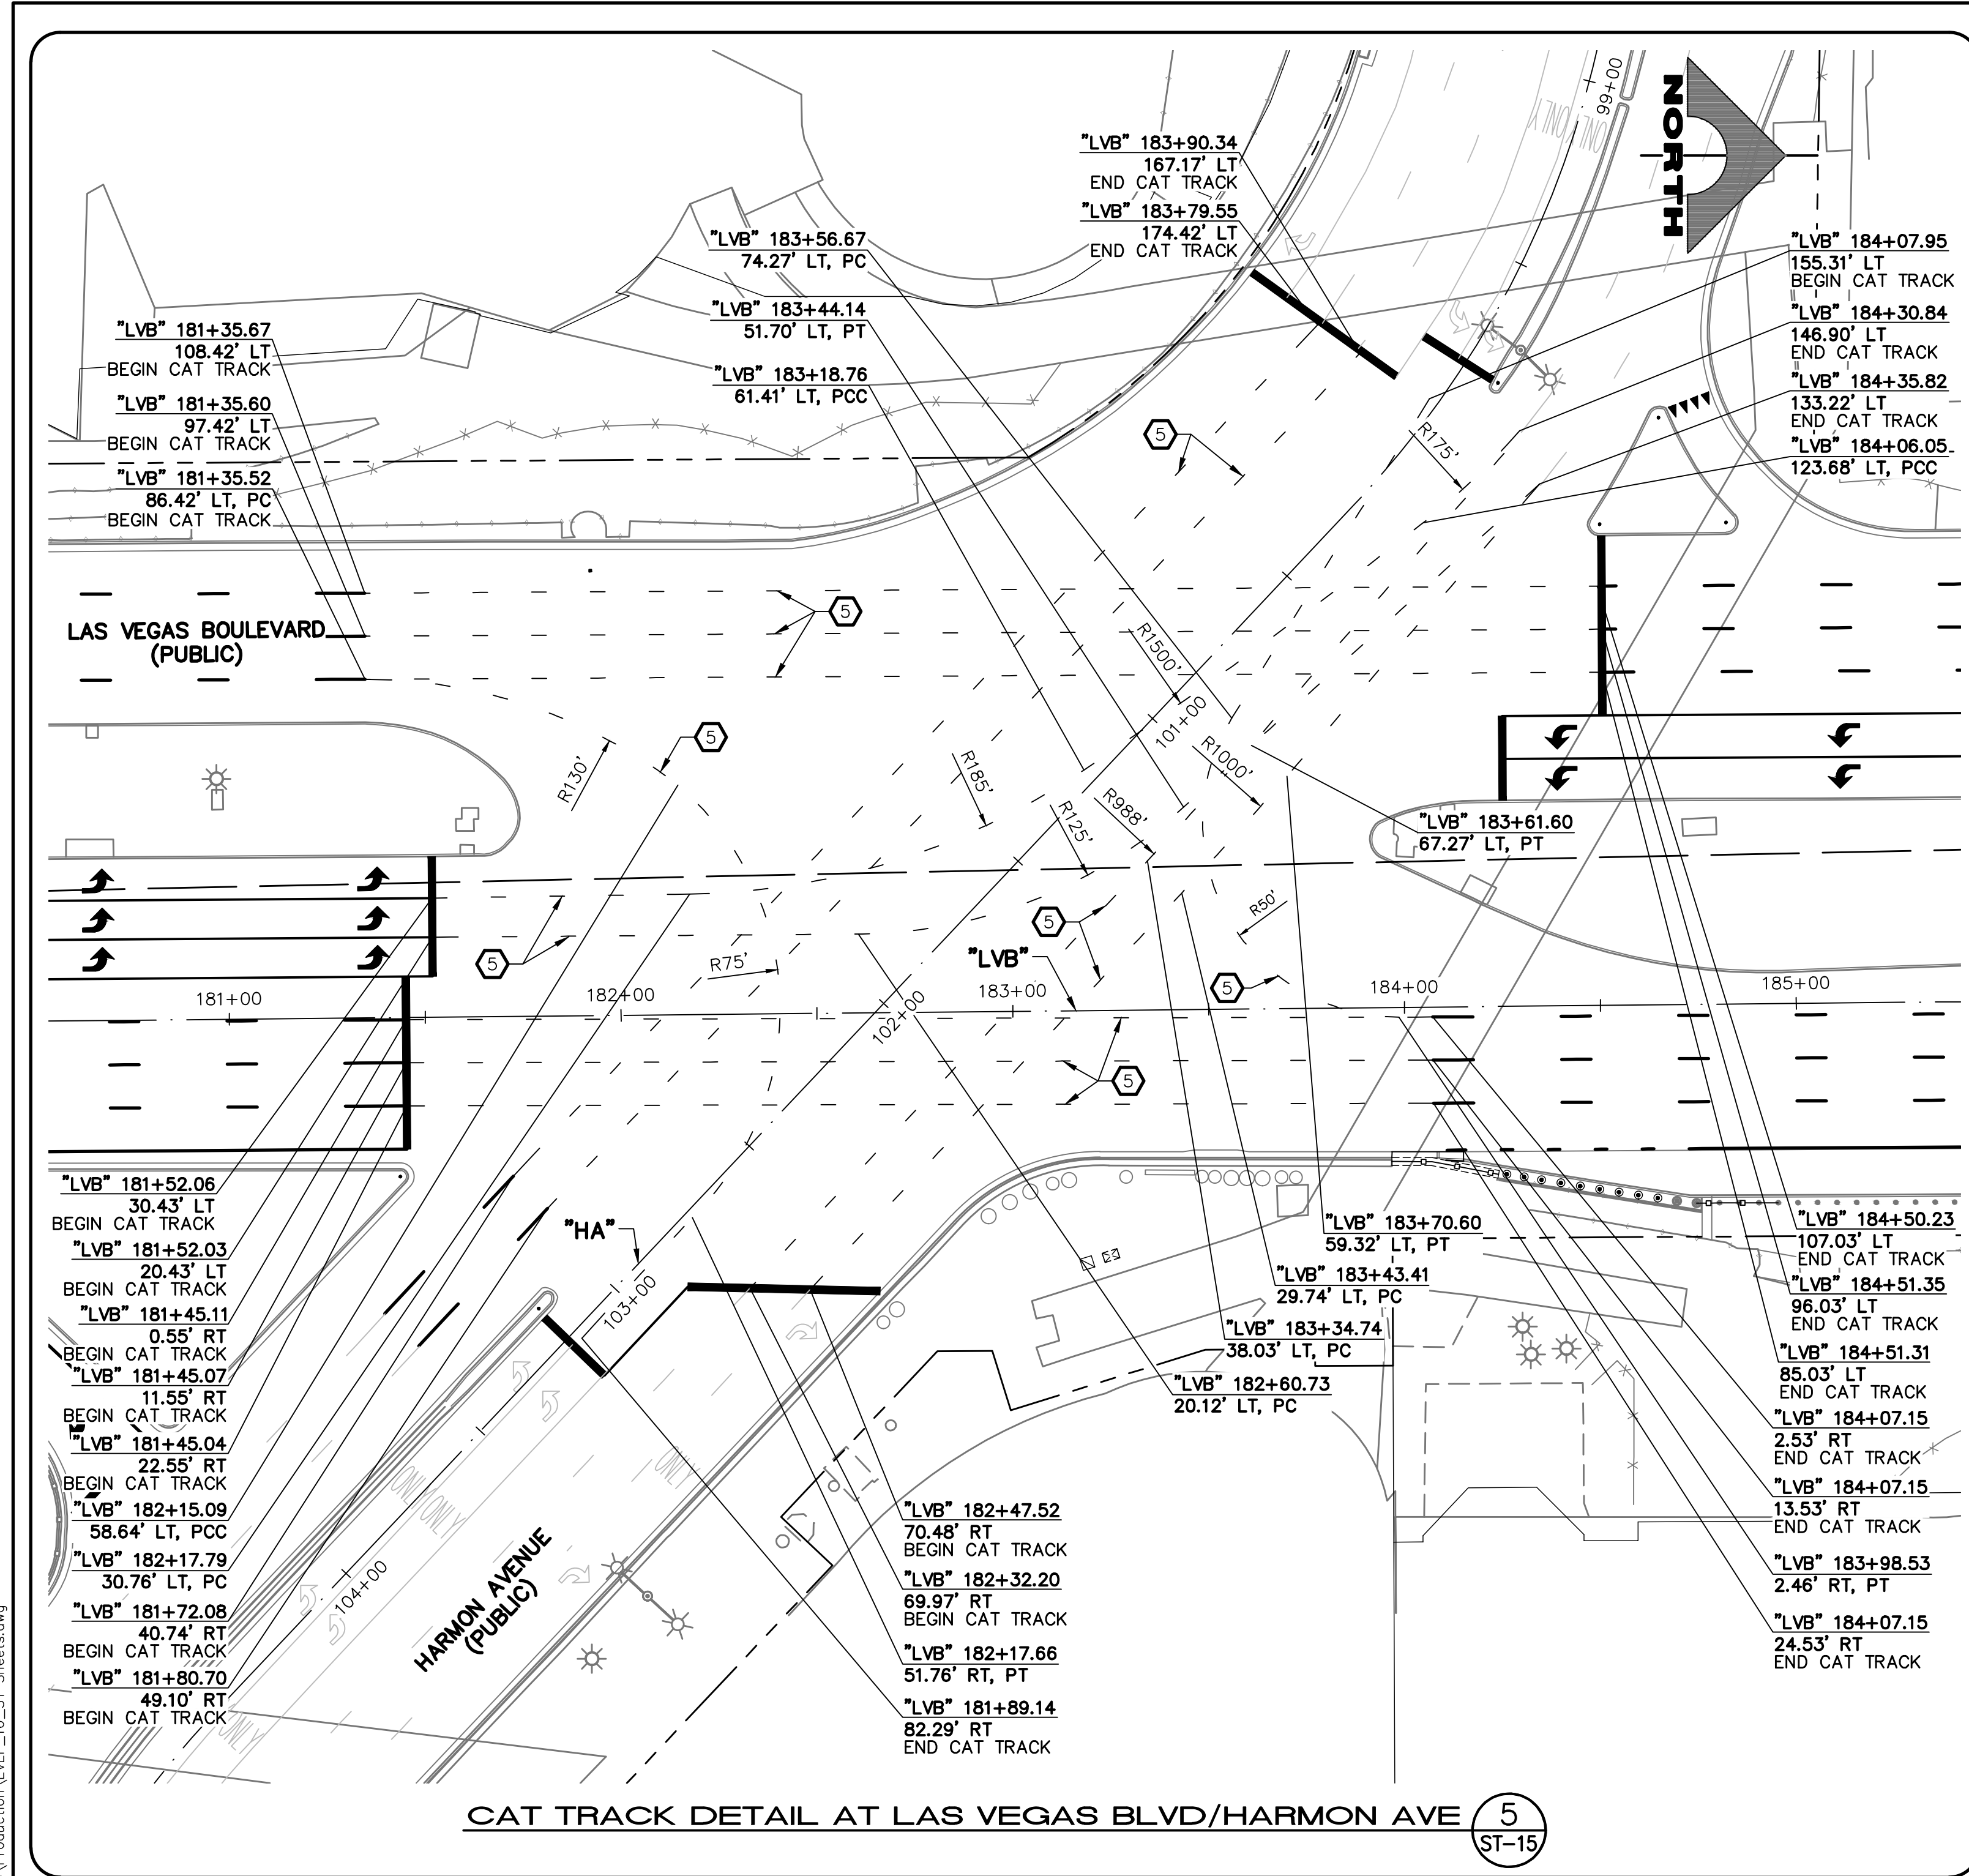 "LVB" 183+90.34
167.17' LT
END CAT TRACK
"LVB" 183+79.55
174.42' LT
END CAT TRACK
99+00
ONLY
ONLY
NORTH
"LVB" 183+56.67
74.27' LT, PC
"LVB" 183+44.14
51.70' LT, PT
"LVB" 183+18.76
61.41' LT, PCC
"LVB" 184+07.95
155.31' LT
BEGIN CAT TRACK
"LVB" 184+30.84
146.90' LT
END CAT TRACK
"LVB" 184+35.82
133.22' LT
END CAT TRACK
"LVB" 184+06.05
123.68' LT, PCC
"LVB" 181+35.67
108.42' LT
BEGIN CAT TRACK
"LVB" 181+35.60
97.42' LT
BEGIN CAT TRACK
"LVB" 181+35.52
86.42' LT, PC
BEGIN CAT TRACK
5
R175'
LAS VEGAS BOULEVARD
(PUBLIC)
5
R1500'
101+00
5
R130'
R185'
R1000'
R125'
R988'
"LVB" 183+61.60
67.27' LT, PT
5
R50'
5
R75'
"LVB"
5
181+00
182+00
183+00
184+00
185+00
102+00
5
"LVB" 181+52.06
30.43' LT
BEGIN CAT TRACK
"LVB" 181+52.03
20.43' LT
BEGIN CAT TRACK
"LVB" 181+45.11
0.55' RT
BEGIN CAT TRACK
"LVB" 181+45.07
11.55' RT
BEGIN CAT TRACK
"LVB" 181+45.04
22.55' RT
BEGIN CAT TRACK
"LVB" 182+15.09
58.64' LT, PCC
"LVB" 182+17.79
30.76' LT, PC
"LVB" 181+72.08
40.74' RT
BEGIN CAT TRACK
"LVB" 181+80.70
49.10' RT
BEGIN CAT TRACK
"HA"
103+00
104+00
ONLY
ONLY
ONLY
ONLY
HARMON AVENUE
(PUBLIC)
"LVB" 183+70.60
59.32' LT, PT
"LVB" 183+43.41
29.74' LT, PC
"LVB" 183+34.74
38.03' LT, PC
"LVB" 182+60.73
20.12' LT, PC
"LVB" 182+47.52
70.48' RT
BEGIN CAT TRACK
"LVB" 182+32.20
69.97' RT
BEGIN CAT TRACK
"LVB" 182+17.66
51.76' RT, PT
"LVB" 181+89.14
82.29' RT
END CAT TRACK
"LVB" 184+50.23
107.03' LT
END CAT TRACK
"LVB" 184+51.35
96.03' LT
END CAT TRACK
"LVB" 184+51.31
85.03' LT
END CAT TRACK
"LVB" 184+07.15
2.53' RT
END CAT TRACK
"LVB" 184+07.15
13.53' RT
END CAT TRACK
"LVB" 183+98.53
2.46' RT, PT
"LVB" 184+07.15
24.53' RT
END CAT TRACK
CAT TRACK DETAIL AT LAS VEGAS BLVD/HARMON AVE
5
ST-15